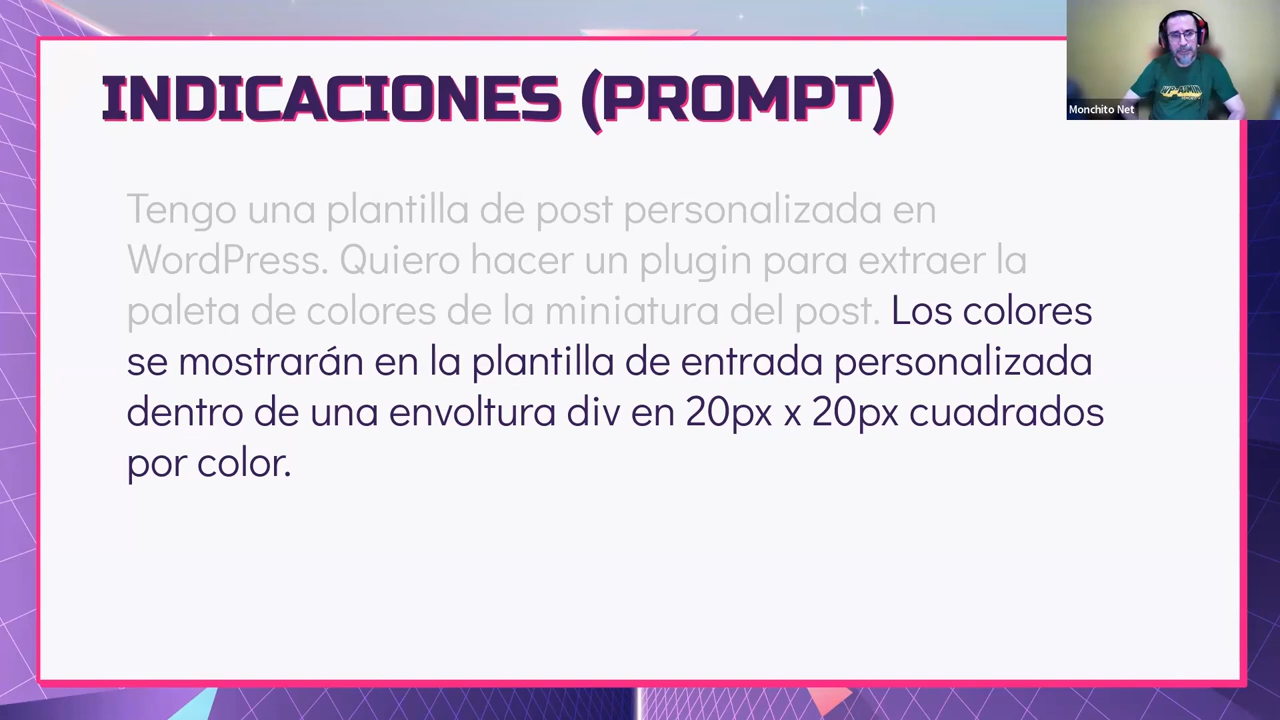 INDICACIONES (PROMPT)
Monchito Net
Tengo una plantilla de post personalizada en
WordPress. Quiero hacer un plugin para extraer la
paleta de colores de la miniatura del post. Los colores
se mostrarán en la plantilla de entrada personalizada
dentro de una envoltura div en 20px x 20px cuadrados
por color.